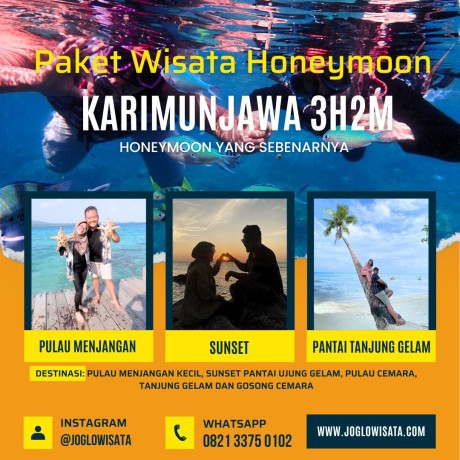 Paket Wisata Honeymoon
KARIMUNJAWA 3H2M
HONEYMOON YANG SEBENARNYA
PULAU MENJANGAN
SUNSET
PANTAI TANJUNG GELAM
DESTINASI: PULAU MENJANGAN KECIL, SUNSET PANTAI UJUNG GELAM, PULAU CEMARA,
TANJUNG GELAM DAN GOSONG CEMARA
INSTAGRAM
@JOGLOWISATA
WHATSAPP
0821 3375 0102
WWW.JOGLOWISATA.COM